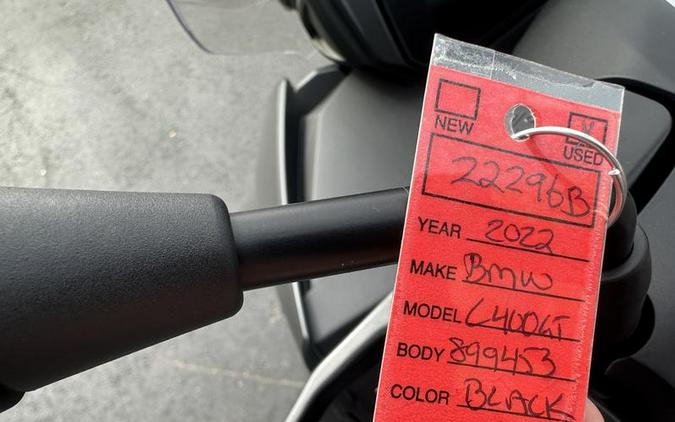 NEW
X USED
22296B
YEAR 2022
MAKE BMW
MODEL C400GT
BODY 899453
COLOR BLACK